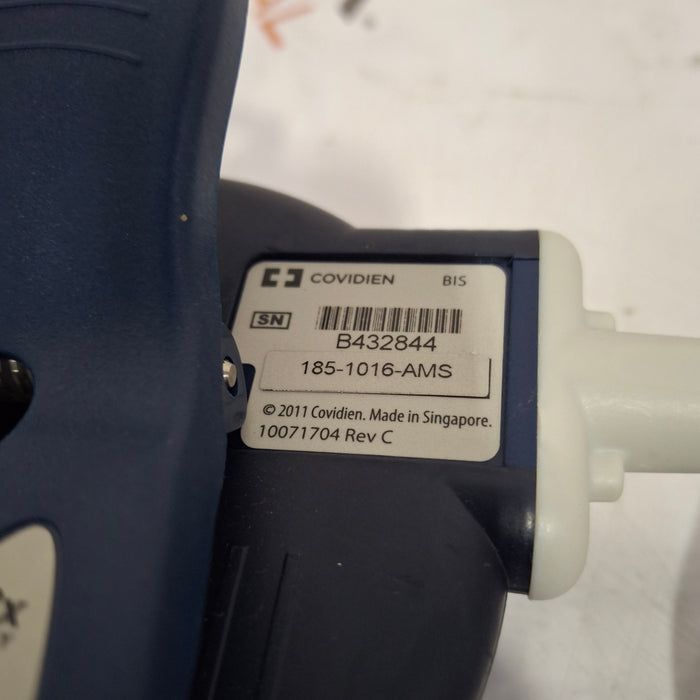 COVIDIEN BIS
SN
B432844
185-1016-AMS
© 2011 Covidien. Made in Singapore.
10071704 Rev C